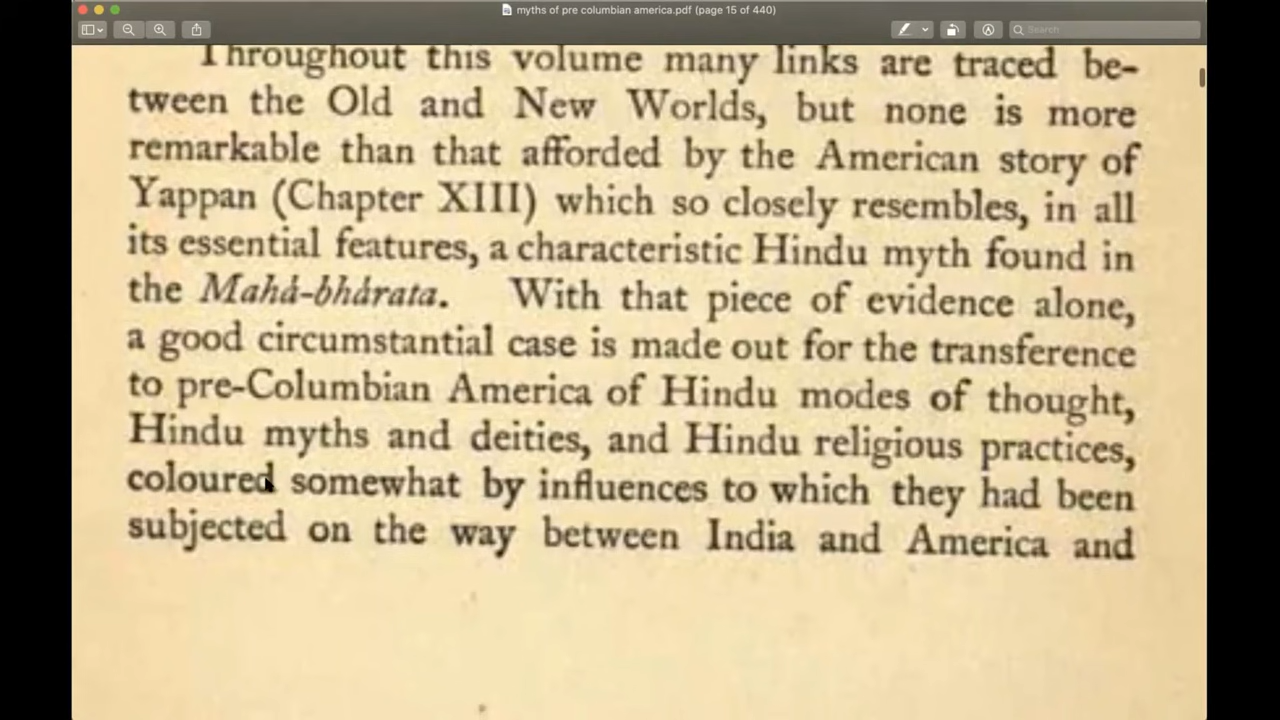 myths of pre columbian america.pdf (page 15 of 440)
Search
Throughout this volume many links are traced be-
tween the Old and New Worlds, but none is more
remarkable than that afforded by the American story of
Yappan (Chapter XIII) which so closely resembles, in all
its essential features, a characteristic Hindu myth found in
the Mahá-bhárata. With that piece of evidence alone,
a good circumstantial case is made out for the transference
to pre-Columbian America of Hindu modes of thought,
Hindu myths and deities, and Hindu religious practices,
coloured somewhat by influences to which they had been
subjected on the way between India and America and